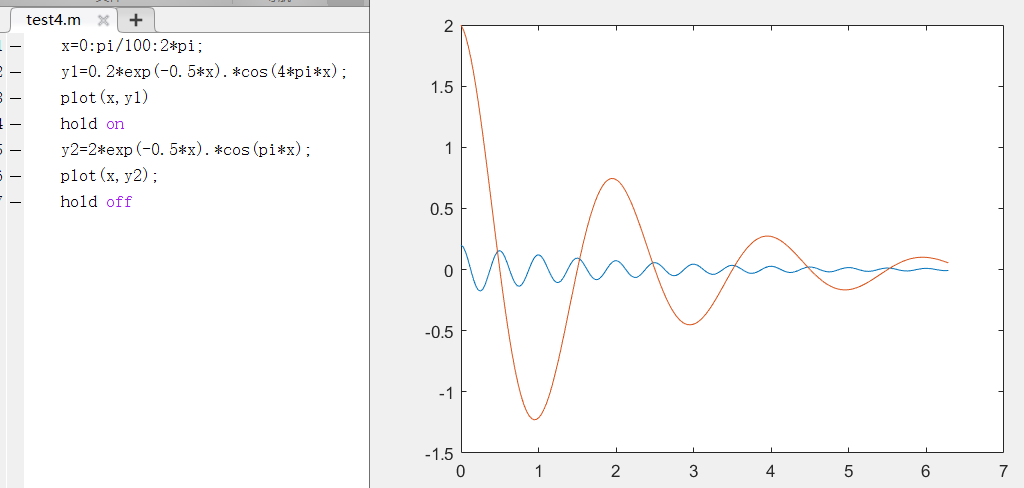 test4.m
x=0:pi/100:2*pi;
y1=0.2*exp(-0.5*x).*cos(4*pi*x);
plot(x,y1)
hold on
y2=2*exp(-0.5*x).*cos(pi*x);
plot(x,y2);
hold off
2
1.5
1
0.5
0
-0.5
-1
-1.5
0 1 2 3 4 5 6 7